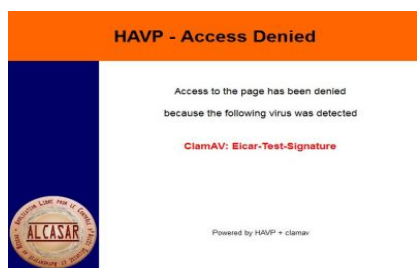 HAVP - Access Denied
Access to the page has been denied
because the following virus was detected
ClamAV: Eicar-Test-Signature
ALCASAR
Powered by HAVP + clamav